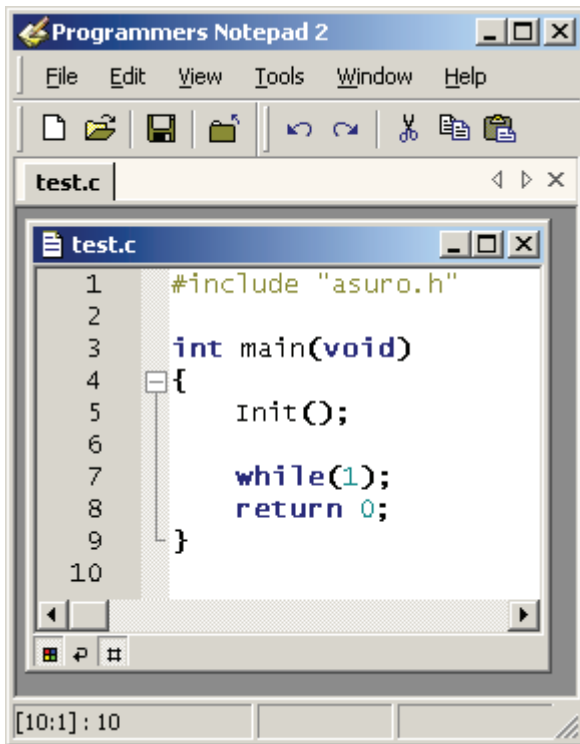 Programmers Notepad 2
File Edit View Tools Window Help
test.c
test.c
1 #include "asuro.h"
2
3 int main(void)
4 {
5 Init();
6
7 while(1);
8 return 0;
9 }
10
[10:1] : 10